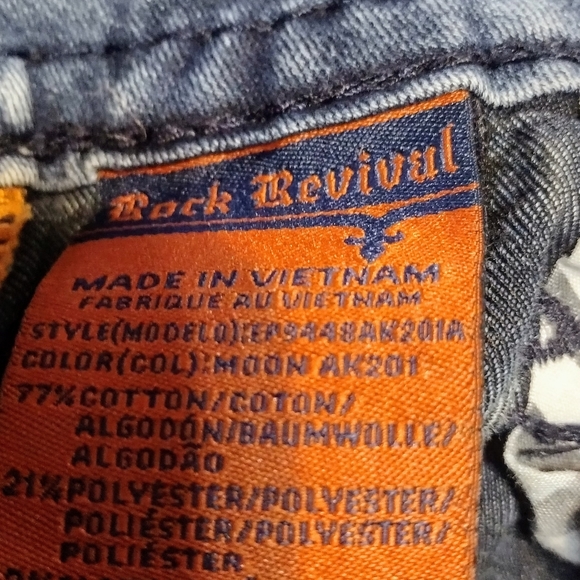 Rock Revival
MADE IN VIETNAM
FABRIQUE AU VIETNAM
STYLE(MODELO):EP9448AK201A
COLOR(COL):MOON AK201
77%COTTON/COTON/
ALGODÓN/BAUMWOLLE/
ALGODÃO
21%POLYESTER/POLYESTER/
POLIÉSTER/POLYESTER/
POLIÉSTER